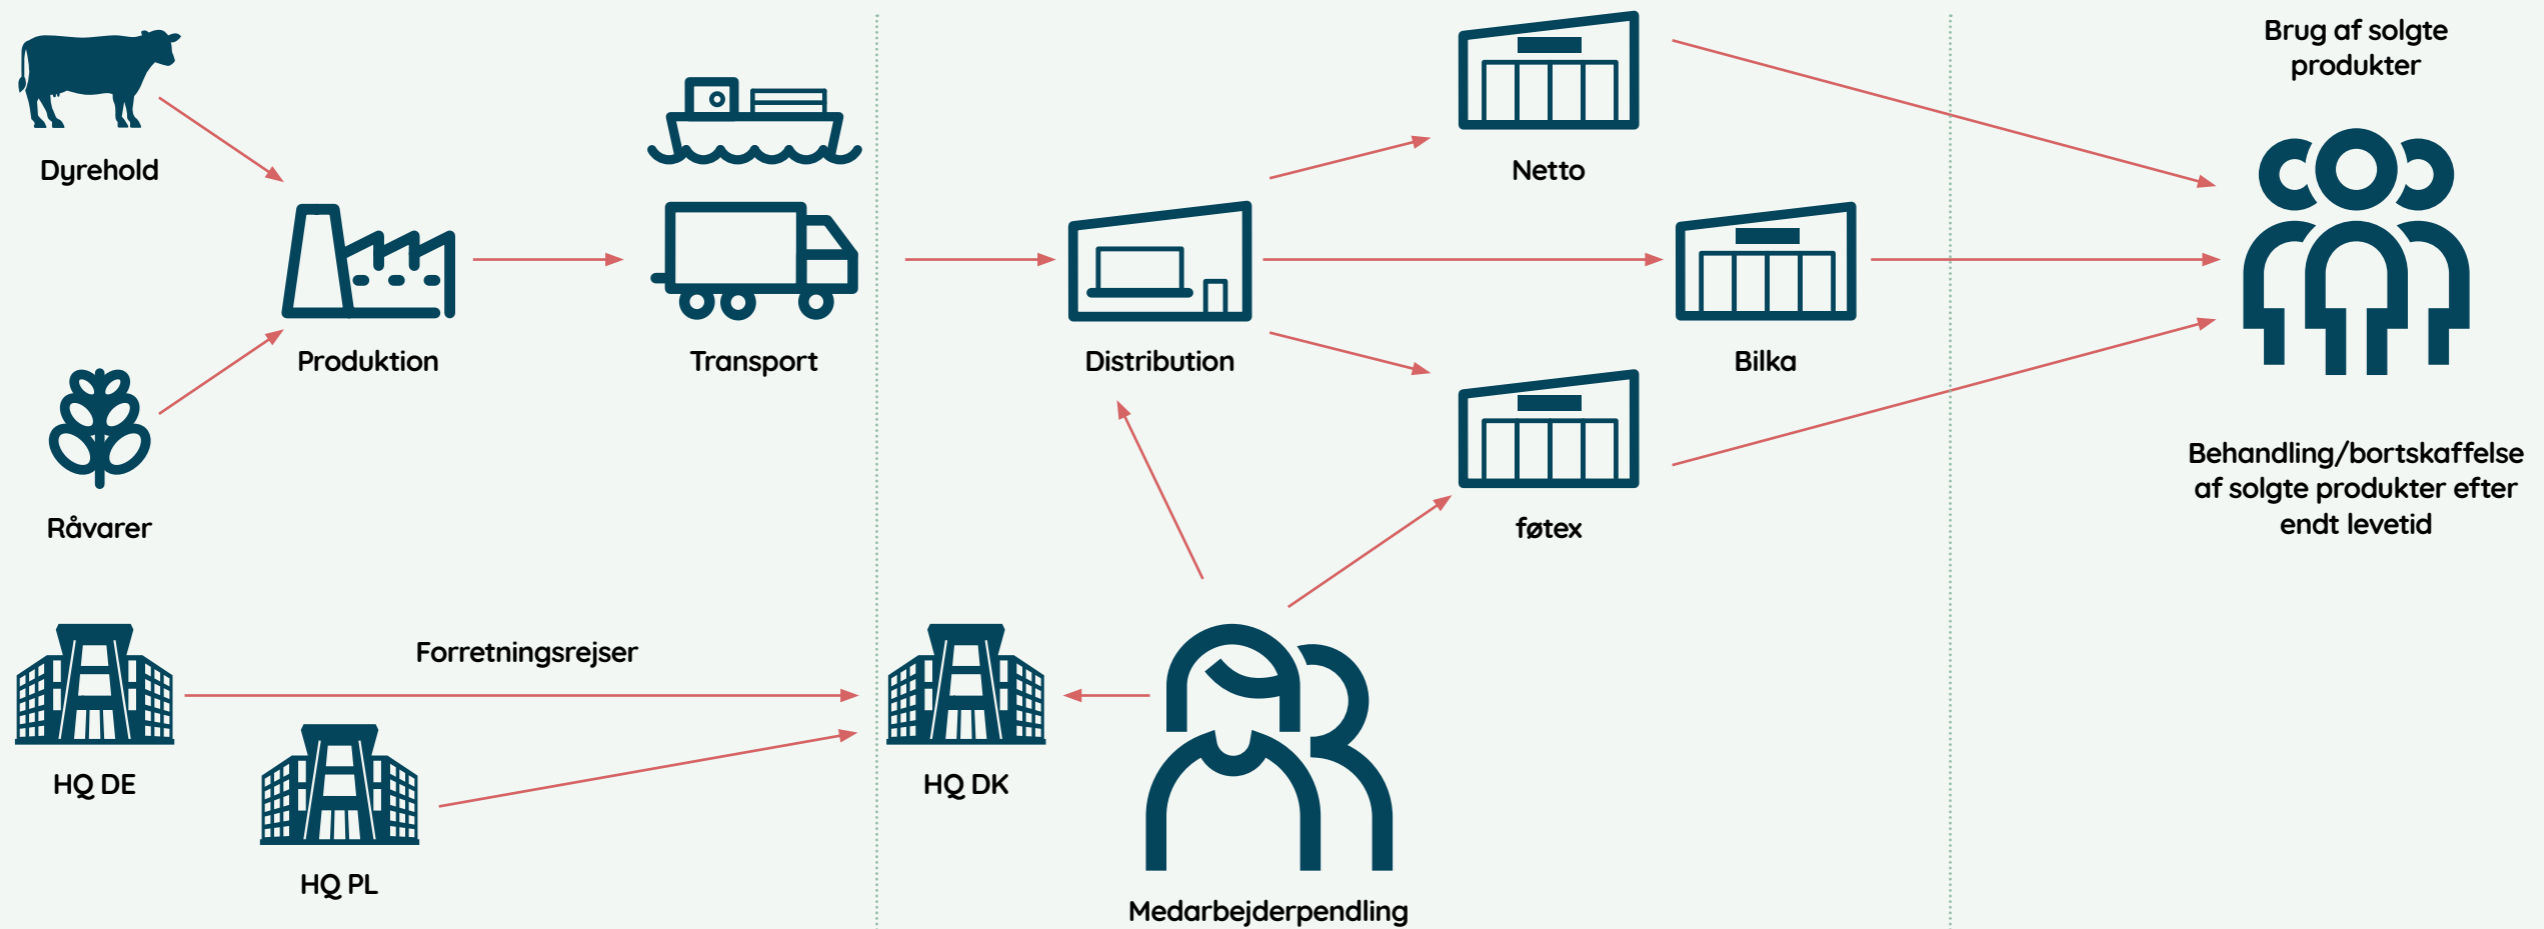 Dyrehold
Råvarer
Produktion
Transport
Distribution
Netto
Bilka
føtex
Brug af solgte
produkter
Behandling/bortskaffelse
af solgte produkter efter
endt levetid
Forretningsrejser
HQ DE
HQ PL
HQ DK
Medarbejderpendling